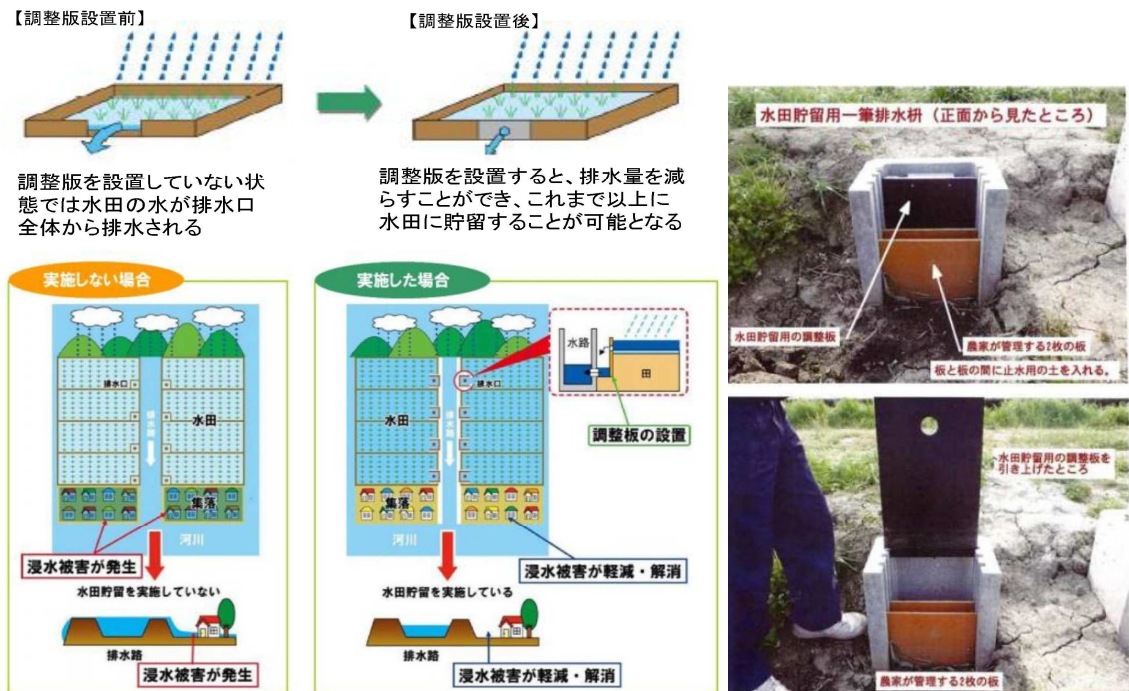 【調整版設置前】
【調整版設置後】
調整版を設置していない状
態では水田の水が排水口
全体から排水される
調整版を設置すると、排水量を減
らすことができ、これまで以上に
水田に貯留することが可能となる
実施しない場合
排水口
水田
排水路
集落
河川
浸水被害が発生
水田貯留を実施していない
排水路
浸水被害が発生
実施した場合
水路
田
排水口
調整板の設置
水田
排水路
集落
河川
浸水被害が軽減・解消
水田貯留を実施している
排水路
浸水被害が軽減・解消
水田貯留用一筆排水枡（正面から見たところ）
水田貯留用の調整板
農家が管理する2枚の板
板と板の間に止水用の土を入れる。
水田貯留用の調整板を
引き上げたところ
農家が管理する2枚の板